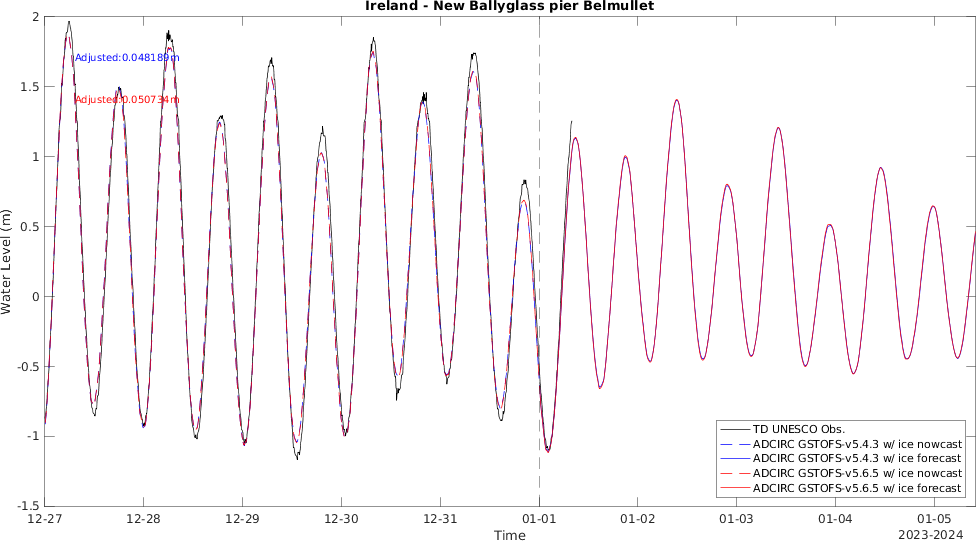 Ireland - New Ballyglass pier Belmullet
Adjusted:0.048189m
Adjusted:0.050734m
Water Level (m)
2
1.5
1
0.5
0
-0.5
-1
-1.5
12-27
12-28
12-29
12-30
12-31
01-01
01-02
01-03
01-04
01-05
2023-2024
Time
TD UNESCO Obs.
ADCIRC GSTOFS-v5.4.3 w/ ice nowcast
ADCIRC GSTOFS-v5.4.3 w/ ice forecast
ADCIRC GSTOFS-v5.6.5 w/ ice nowcast
ADCIRC GSTOFS-v5.6.5 w/ ice forecast